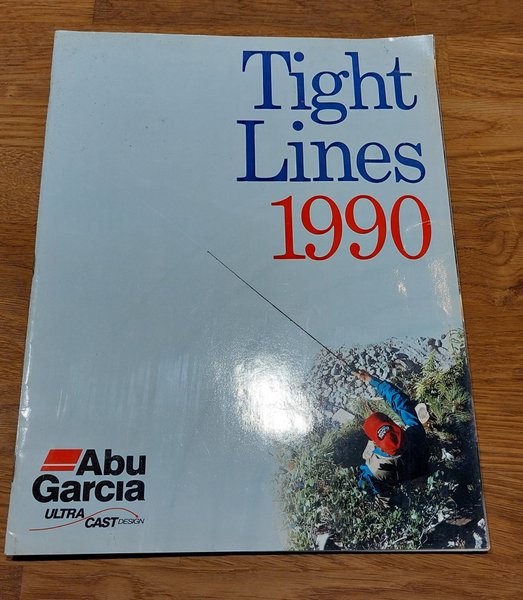 Tight
Lines
1990
Abu
Garcia
ULTRA
CAST DESIGN